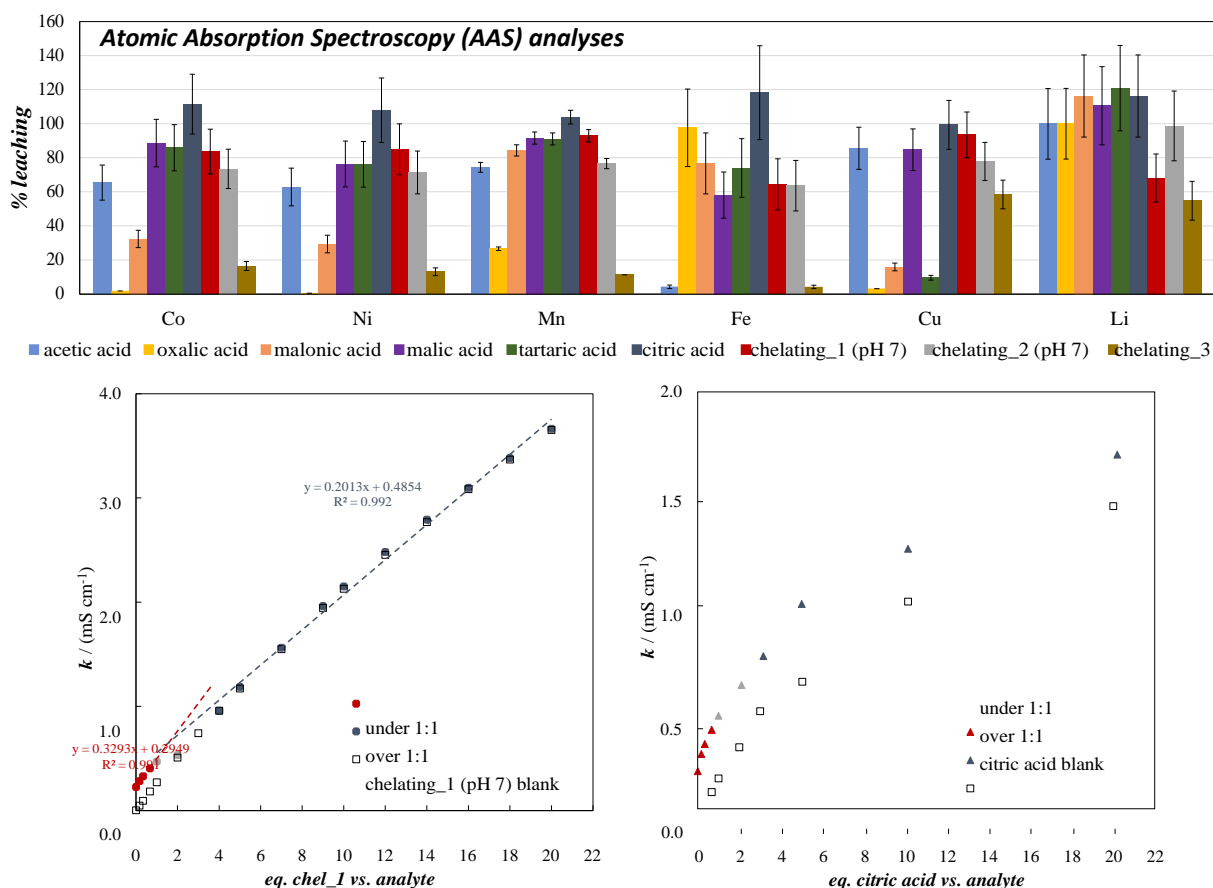 Atomic Absorption Spectroscopy (AAS) analyses
% leaching
160
140
120
100
80
60
40
20
0
Co Ni Mn Fe Cu Li
acetic acid oxalic acid malonic acid malic acid tartaric acid citric acid chelating_1 (pH 7) chelating_2 (pH 7) chelating_3
k / (mS cm-1)
4.0
3.0
2.0
1.0
0.0
y = 0.2013x + 0.4854
R² = 0.992
y = 0.3293x + 0.2949
R² = 0.991
under 1:1
over 1:1
chelating_1 (pH 7) blank
0 2 4 6 8 10 12 14 16 18 20 22
eq. chel_1 vs. analyte
k / (mS cm-1)
2.0
1.5
1.0
0.5
0.0
under 1:1
over 1:1
citric acid blank
0 2 4 6 8 10 12 14 16 18 20 22
eq. citric acid vs. analyte